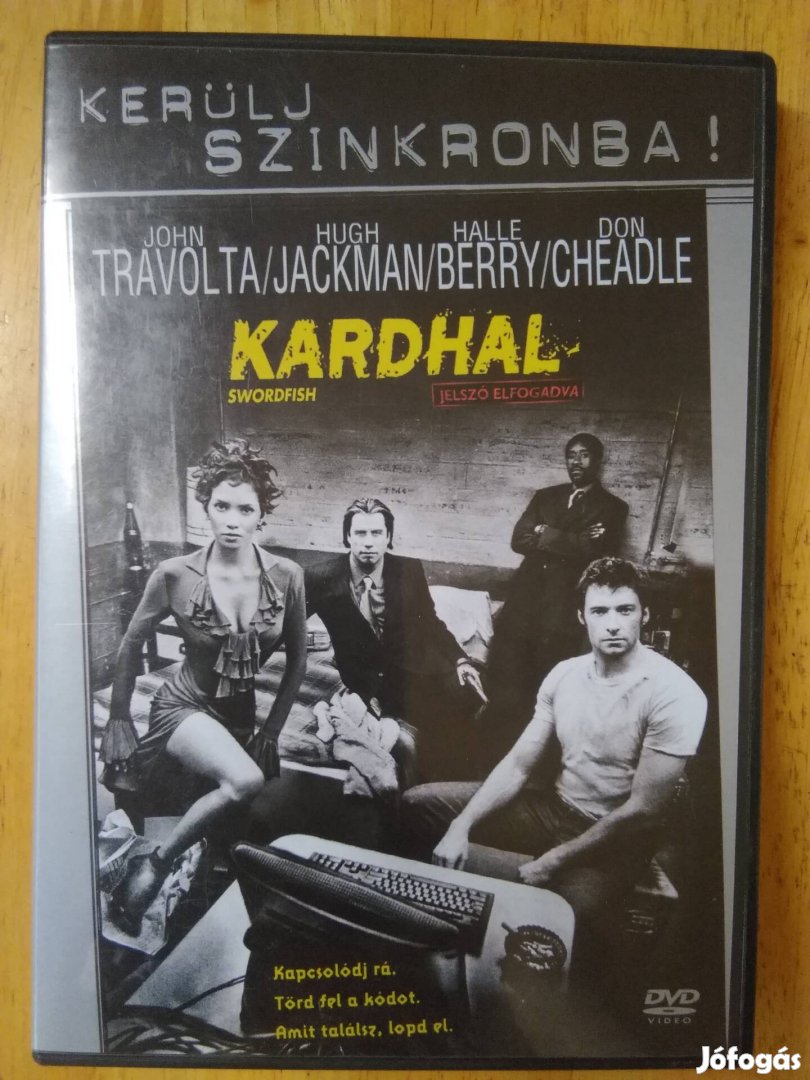 KERÜLJ
SZINKRONBA!
JOHN HUGH HALLE DON
TRAVOLTA/JACKMAN/BERRY/CHEADLE
KARDHAL
SWORDFISH JELSZÓ ELFOGADVA
Kapcsolódj rá.
Törd fel a kódot.
Amit találsz, lopd el.
DVD
VIDEO
Jófogás